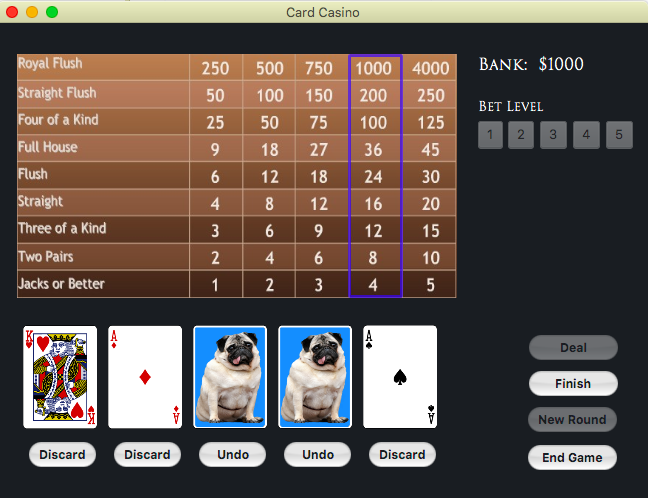 Card Casino
Royal Flush 250 500 750 1000 4000
Straight Flush 50 100 150 200 250
Four of a Kind 25 50 75 100 125
Full House 9 18 27 36 45
Flush 6 12 18 24 30
Straight 4 8 12 16 20
Three of a Kind 3 6 9 12 15
Two Pairs 2 4 6 8 10
Jacks or Better 1 2 3 4 5
Bank: $1000
Bet Level
1 2 3 4 5
K A A
K A A
Discard Discard Undo Undo Discard
Deal
Finish
New Round
End Game